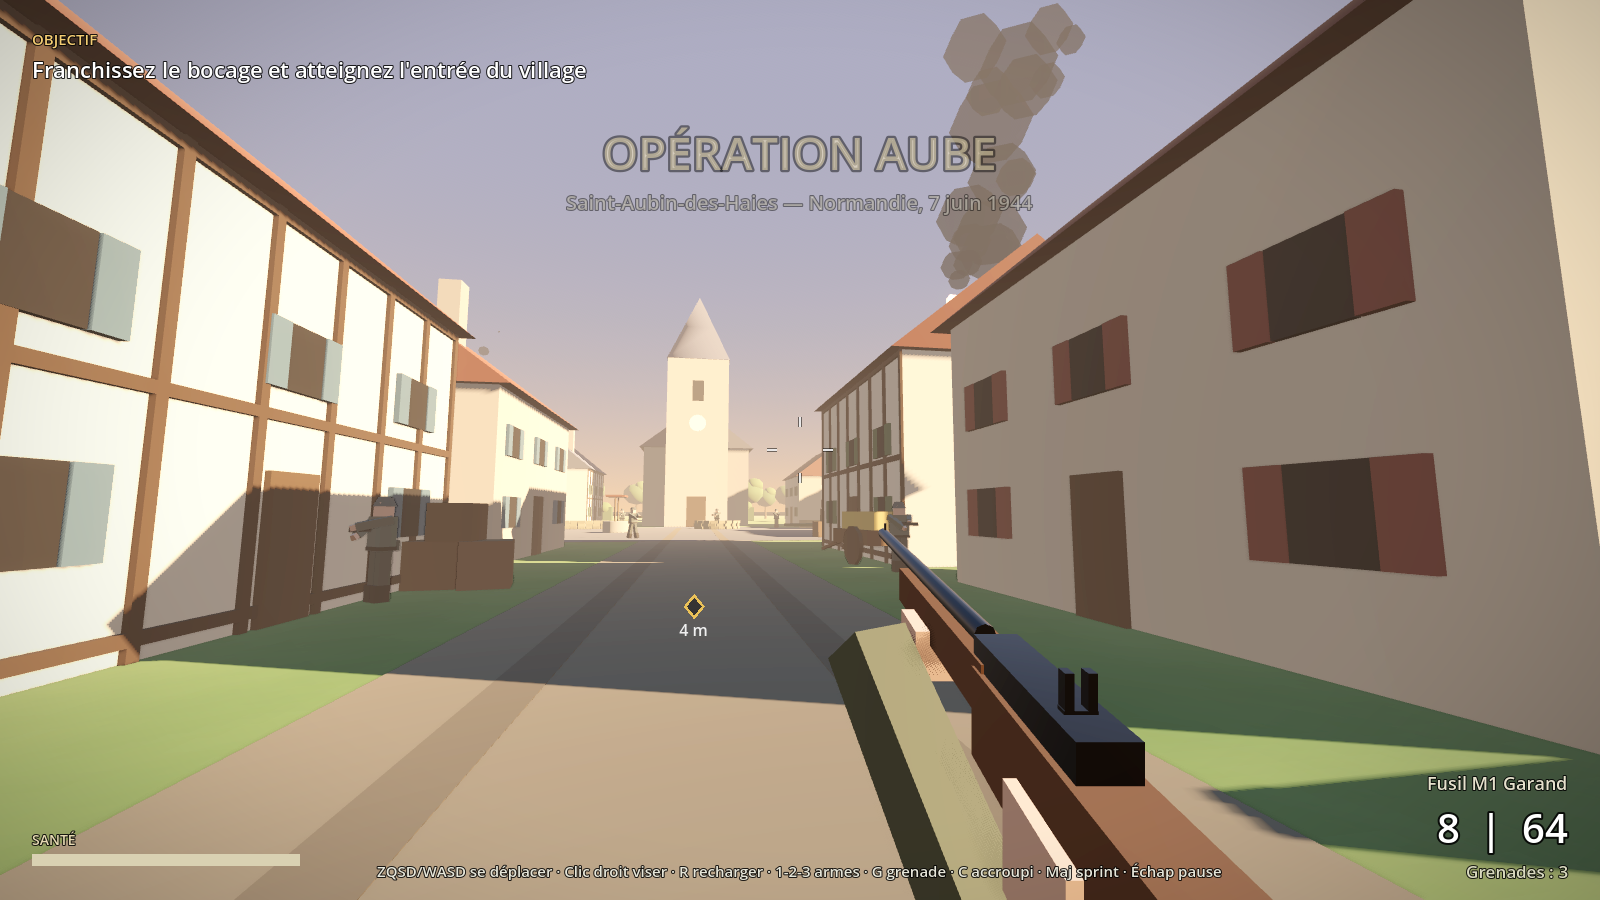 OBJECTIF
Franchissez le bocage et atteignez l'entrée du village
OPÉRATION AUBE
Saint-Aubin-des-Haies — Normandie, 7 juin 1944
4 m
Fusil M1 Garand
8 | 64
SANTÉ
ZQSD/WASD se déplacer · Clic droit viser · R recharger · 1-2-3 armes · G grenade · C accroupi · Maj sprint · Échap pause
Grenades : 3